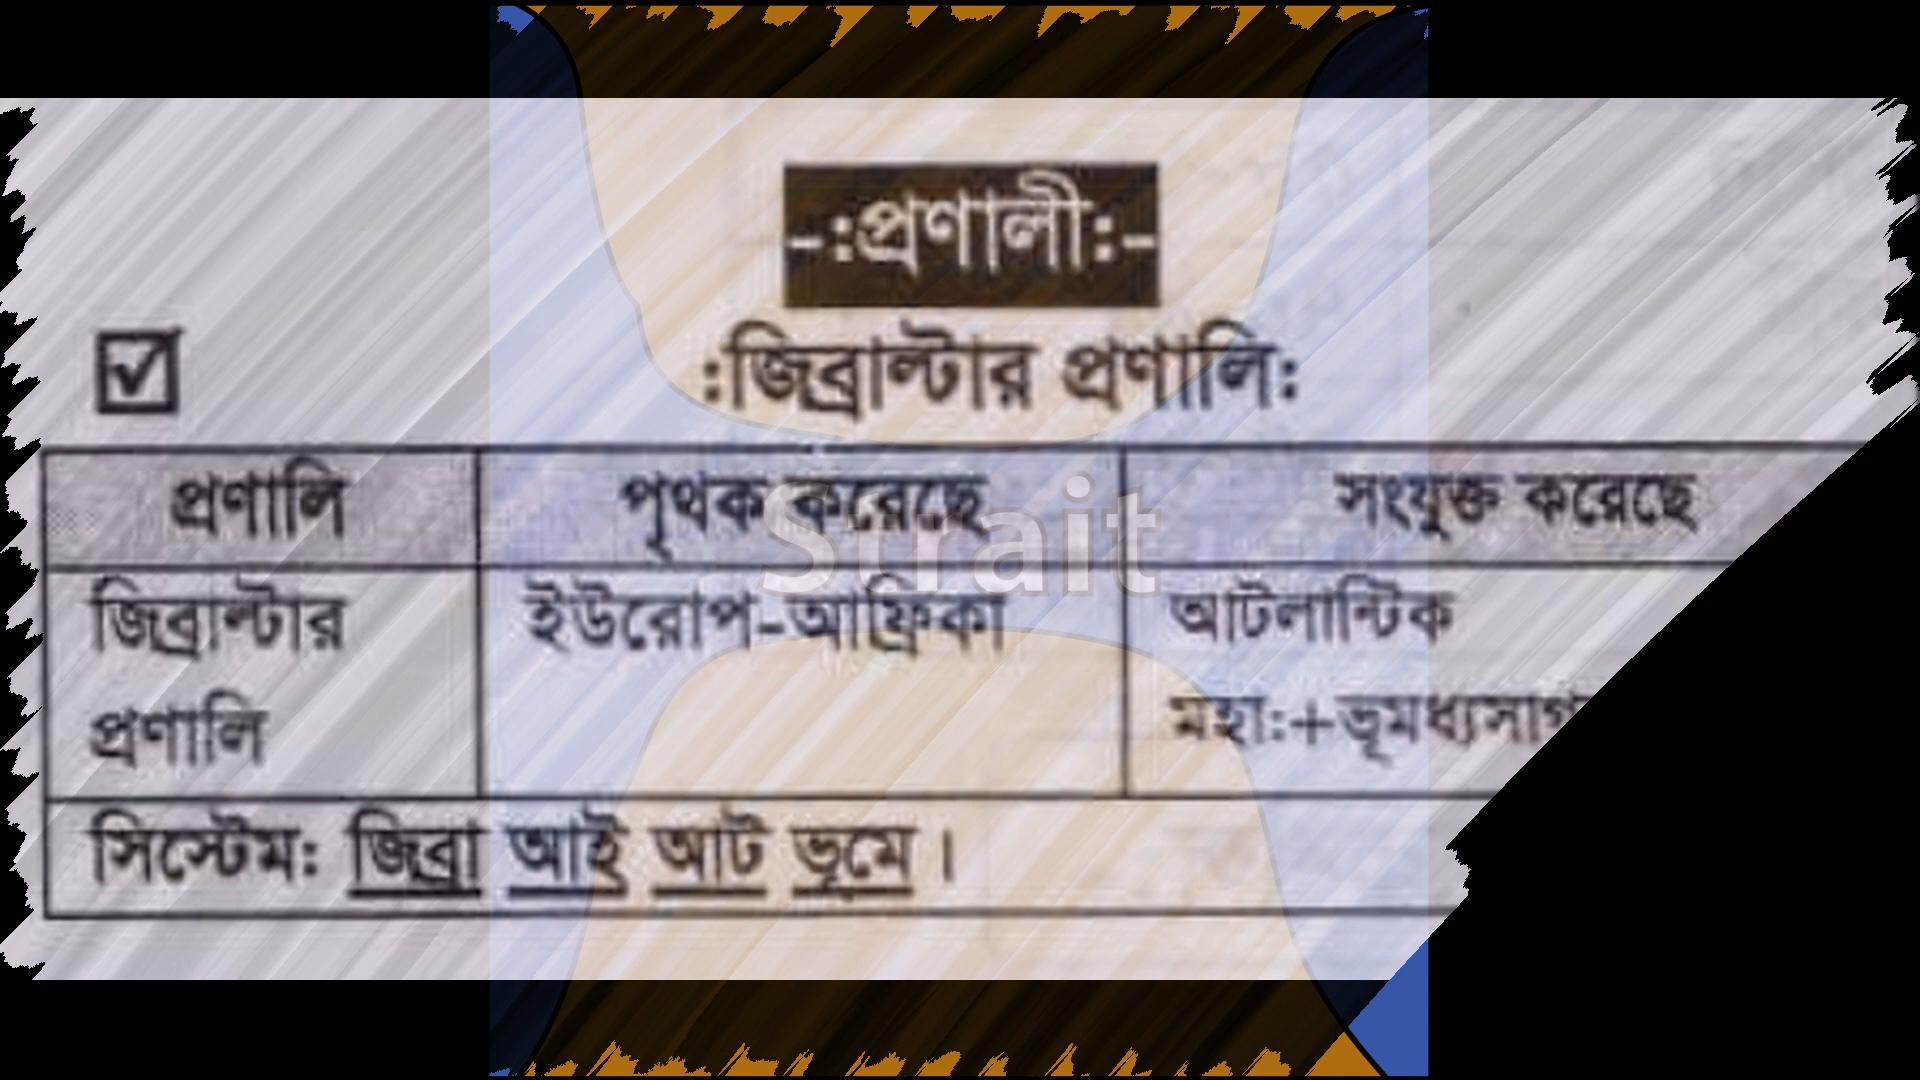 -:প্রণালী:-
:জিব্রাল্টার প্রণালি:
প্রণালি পৃথক করেছে সংযুক্ত করেছে
Strait
জিব্রাল্টার ইউরোপ-আফ্রিকা আটলান্টিক
প্রণালি মহা:+ভূমধ্যসাগ
সিস্টেম: জিব্রা আই আট ভূমে।